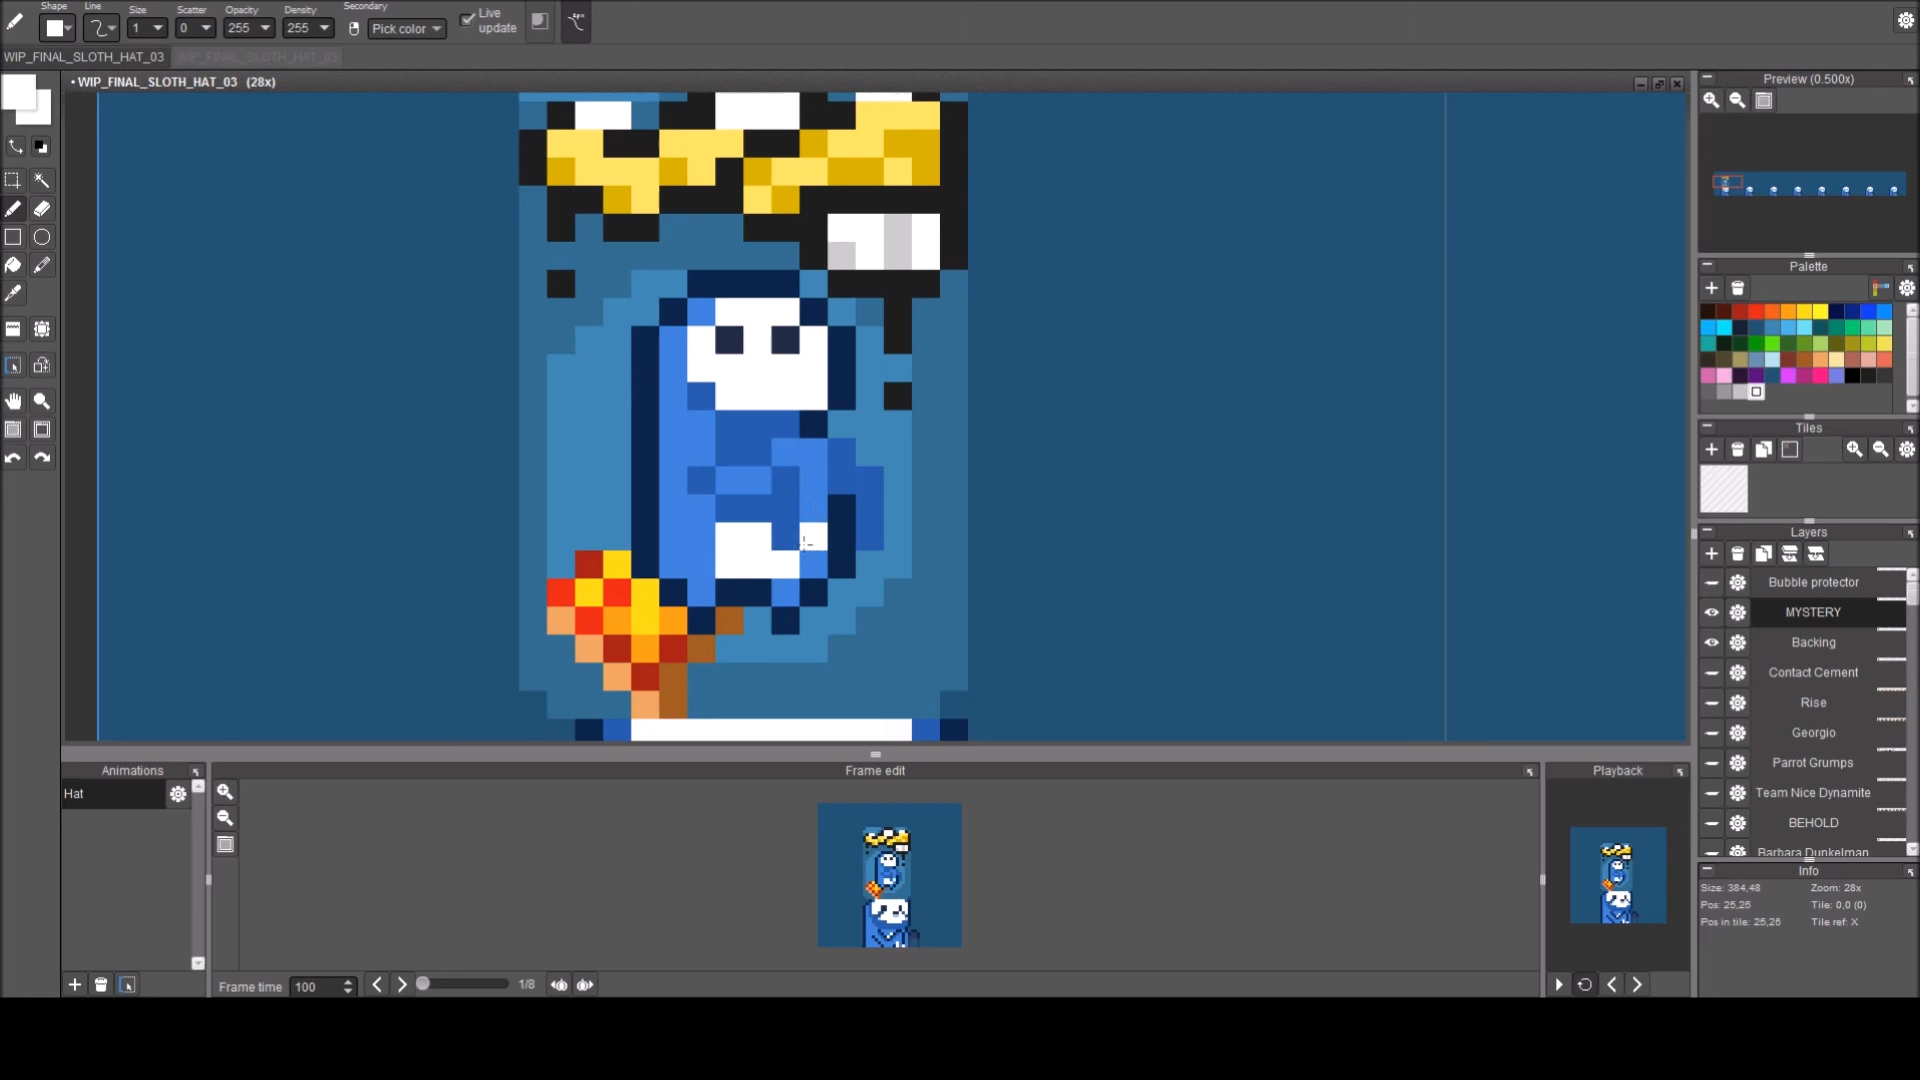 Shape Line Size Scatter Opacity Density Secondary
1 0 255 255 Pick color Live update
WIP_FINAL_SLOTH_HAT_03 WIP_FINAL_SLOTH_HAT_03
• WIP_FINAL_SLOTH_HAT_03 (28x)
Preview (0.500x)
Palette
Tiles
Layers
Bubble protector
MYSTERY
Backing
Contact Cement
Rise
Georgio
Parrot Grumps
Team Nice Dynamite
BEHOLD
Barbara Dunkelman
Animations
Hat
Frame edit
Playback
Info
Size: 384,48 Zoom: 28x
Pos: 25,25 Tile: 0,0 (0)
Pos in tile: 25,25 Tile ref: X
Frame time 100 1/8